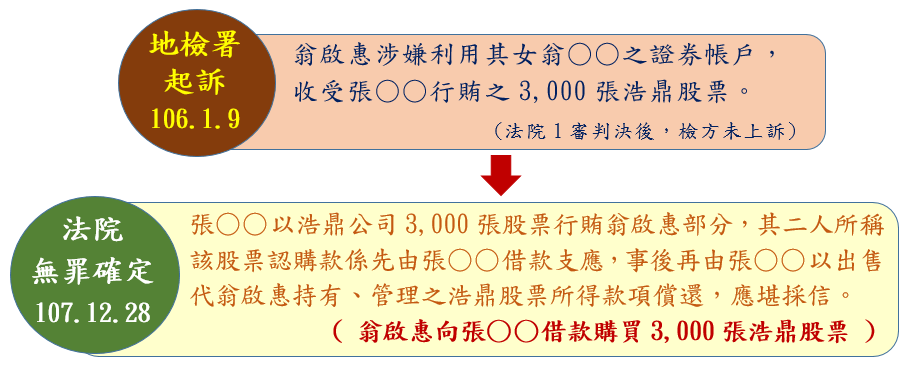 地檢署
起訴
106.1.9
翁啟惠涉嫌利用其女翁○○之證券帳戶，
收受張○○行賄之3,000張浩鼎股票。
（法院1審判決後，檢方未上訴）
法院
無罪確定
107.12.28
張○○以浩鼎公司3,000張股票行賄翁啟惠部分，其二人所稱
該股票認購款係先由張○○借款支應，事後再由張○○以出售
代翁啟惠持有、管理之浩鼎股票所得款項償還，應堪採信。
( 翁啟惠向張○○借款購買3,000張浩鼎股票 )